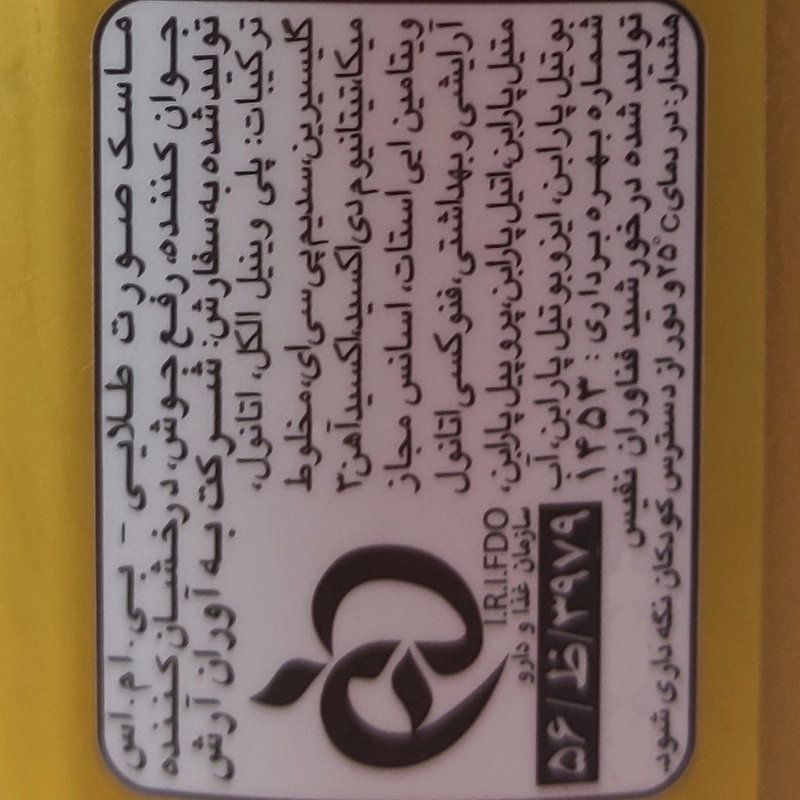 ماسک صورت طلایی - بی.ام.اس
جوان کننده، رفع جوش، درخشان کننده
تولید شده به سفارش: شرکت به آوران آرش
ترکیبات: پلی وینیل الکل، اتانول،
گلیسیرین، سدیم پی سی ای، مخلوط
میکا، تیتانیوم دی اکسید، اکسید آهن ۳
ویتامین ایی استات، اسانس مجاز
آرایشی و بهداشتی، فنوکسی اتانول
متیل پارابن، اتیل پارابن، پروپیل پارابن،
بوتیل پارابن، ایزوبوتیل پارابن، آب
شماره بهره برداری : ۱۴۵۳
I.R.I.FDO
سازمان غذا و دارو
۵۶/ظ/۳۹۷۹
تولید شده در خورشید فناوران نفیس
هشدار: در دمای ۲۵°C و دور از دسترس کودکان نگه داری شود.